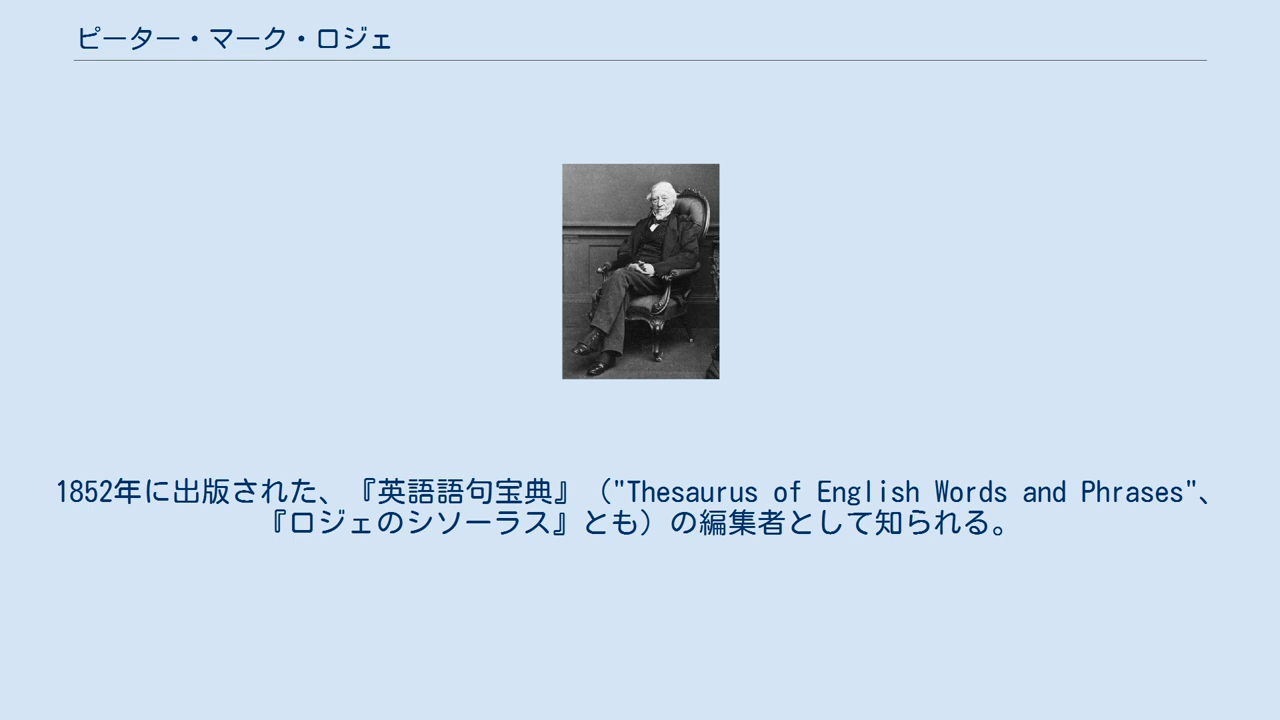 ピーター・マーク・ロジェ
1852年に出版された、『英語語句宝典』（"Thesaurus of English Words and Phrases"、
『ロジェのシソーラス』とも）の編集者として知られる。